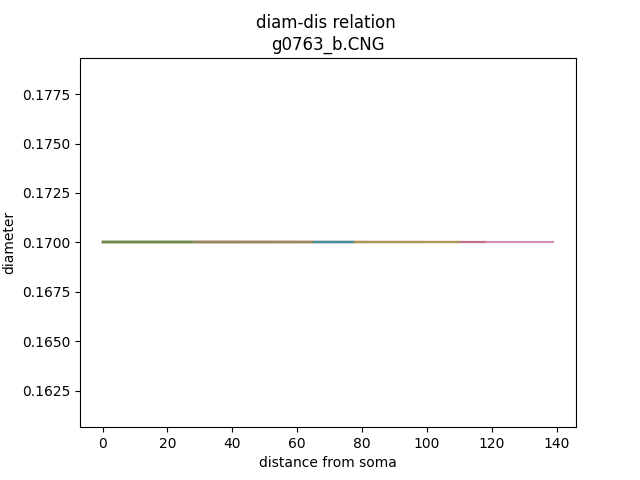 diam-dis relation
g0763_b.CNG
0.1775
0.1750
0.1725
0.1700
0.1675
0.1650
0.1625
diameter
0 20 40 60 80 100 120 140
distance from soma